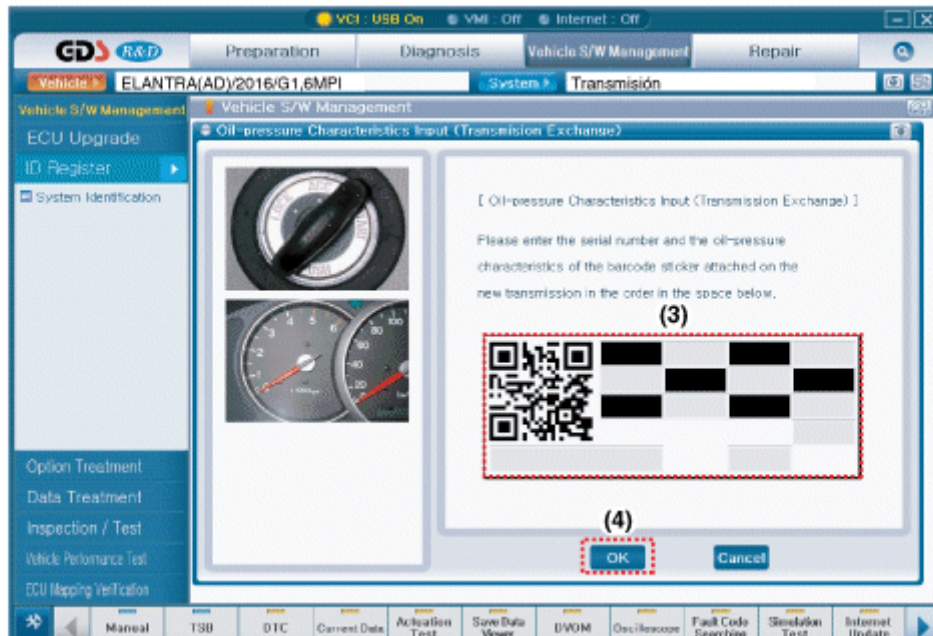 VCI : USB On VMI : Off Internet : Off
GDS R&D Preparation Diagnosis Vehicle S/W Management Repair
Vehicle ELANTRA(AD)/2016/G1,6MPI System Transmisión
Vehicle S/W Management
Vehicle S/W Management
ECU Upgrade
ID Register
System Identification
Oil-pressure Characteristics Input (Transmision Exchange)
[ Oil-pressure Characteristics Input (Transmission Exchange) ]
Please enter the serial number and the oil-pressure
characteristics of the barcode sticker attached on the
new transmission in the order in the space below,
(3)
(4)
OK Cancel
Option Treatment
Data Treatment
Inspection / Test
Vehicle Performance Test
ECU Mapping Verification
Manual TSB DTC Current Data Actuation Test Save Data Viewer DVOM Oscilloscope Fault Code Searching Simulation Test Internet Update